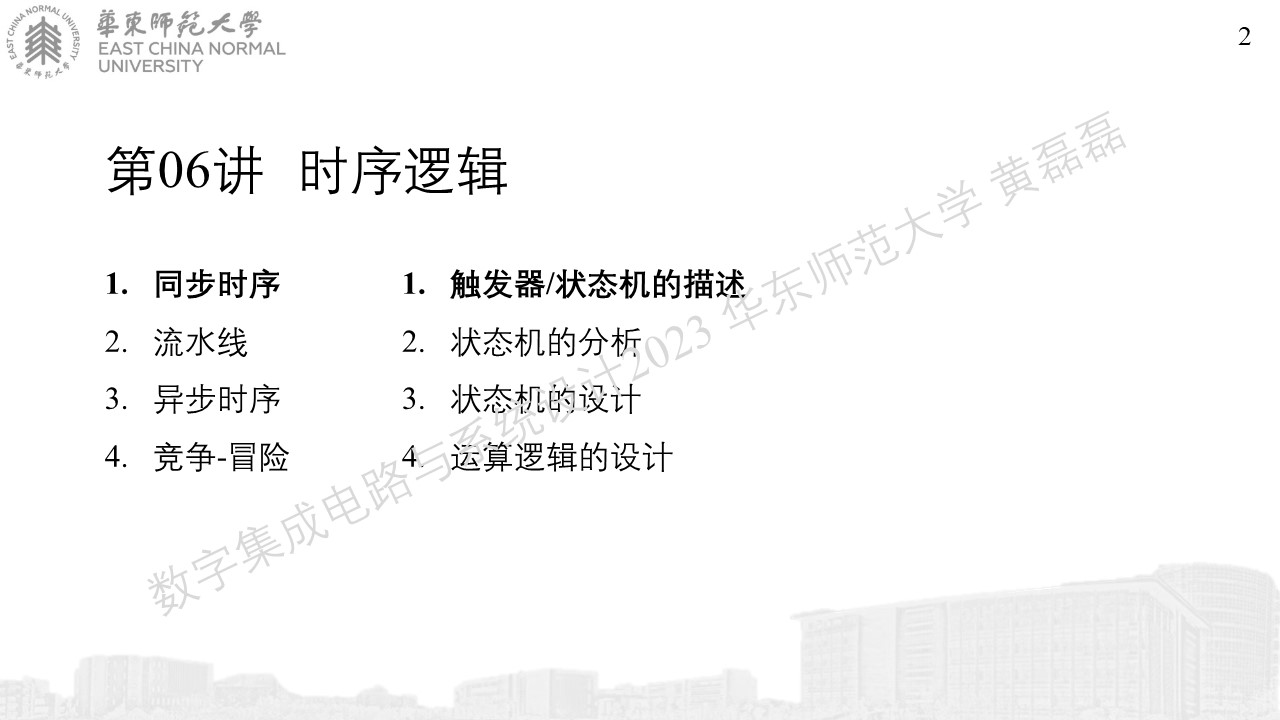 華東師范大學
EAST CHINA NORMAL
UNIVERSITY
EAST CHINA NORMAL UNIVERSITY
華東师范大学
2
第06讲 时序逻辑
1. 同步时序
2. 流水线
3. 异步时序
4. 竞争-冒险
1. 触发器/状态机的描述
2. 状态机的分析
3. 状态机的设计
4. 运算逻辑的设计
数字集成电路与系统设计2023 华东师范大学 黄磊磊